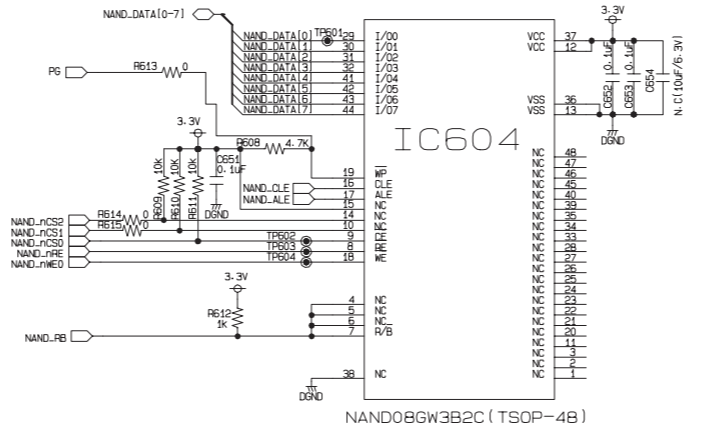 NAND_DATA[0-7]
NAND_DATA[0] TP601 29 I/O0
NAND_DATA[1] 30 I/O1
NAND_DATA[2] 31 I/O2
NAND_DATA[3] 32 I/O3
NAND_DATA[4] 41 I/O4
NAND_DATA[5] 42 I/O5
NAND_DATA[6] 43 I/O6
NAND_DATA[7] 44 I/O7
PG R613 0
3.3V
R608 4.7K
10k 10k 10k
R609 R610 R611
C651
0.1uF
DGND
19 WP
NAND_CLE 16 CLE
NAND_ALE 17 ALE
15 NC
NAND_nCS2 R614 0 14 NC
NAND_nCS1 R615 0 10 NC
NAND_nCS0 TP602 9 CE
NAND_nRE TP603 8 RE
NAND_nWE0 TP604 18 WE
3.3V
R612
1k
4 NC
5 NC
6 NC
NAND_RB 7 R/B
38 NC
DGND
IC604
3.3V
VCC 37
VCC 12
0.1uF 0.1uF N.C(10uF/6.3V)
C652 C653 C654
VSS 36
VSS 13
DGND
NC 48
NC 47
NC 46
NC 45
NC 40
NC 39
NC 35
NC 34
NC 33
NC 28
NC 27
NC 26
NC 25
NC 24
NC 23
NC 22
NC 21
NC 20
NC 11
NC 3
NC 2
NC 1
NAND08GW3B2C(TSOP-48)